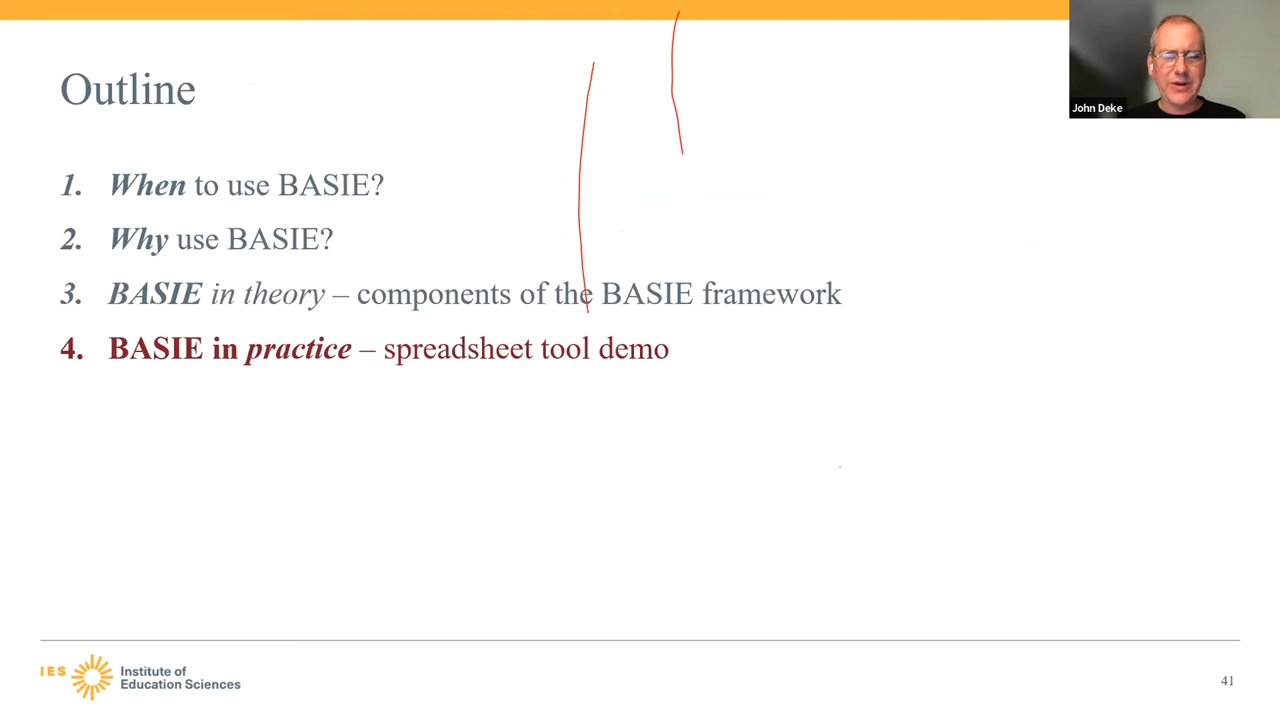 Outline
John Deke
1. When to use BASIE?
2. Why use BASIE?
3. BASIE in theory – components of the BASIE framework
4. BASIE in practice – spreadsheet tool demo
IES
Institute of
Education Sciences
41